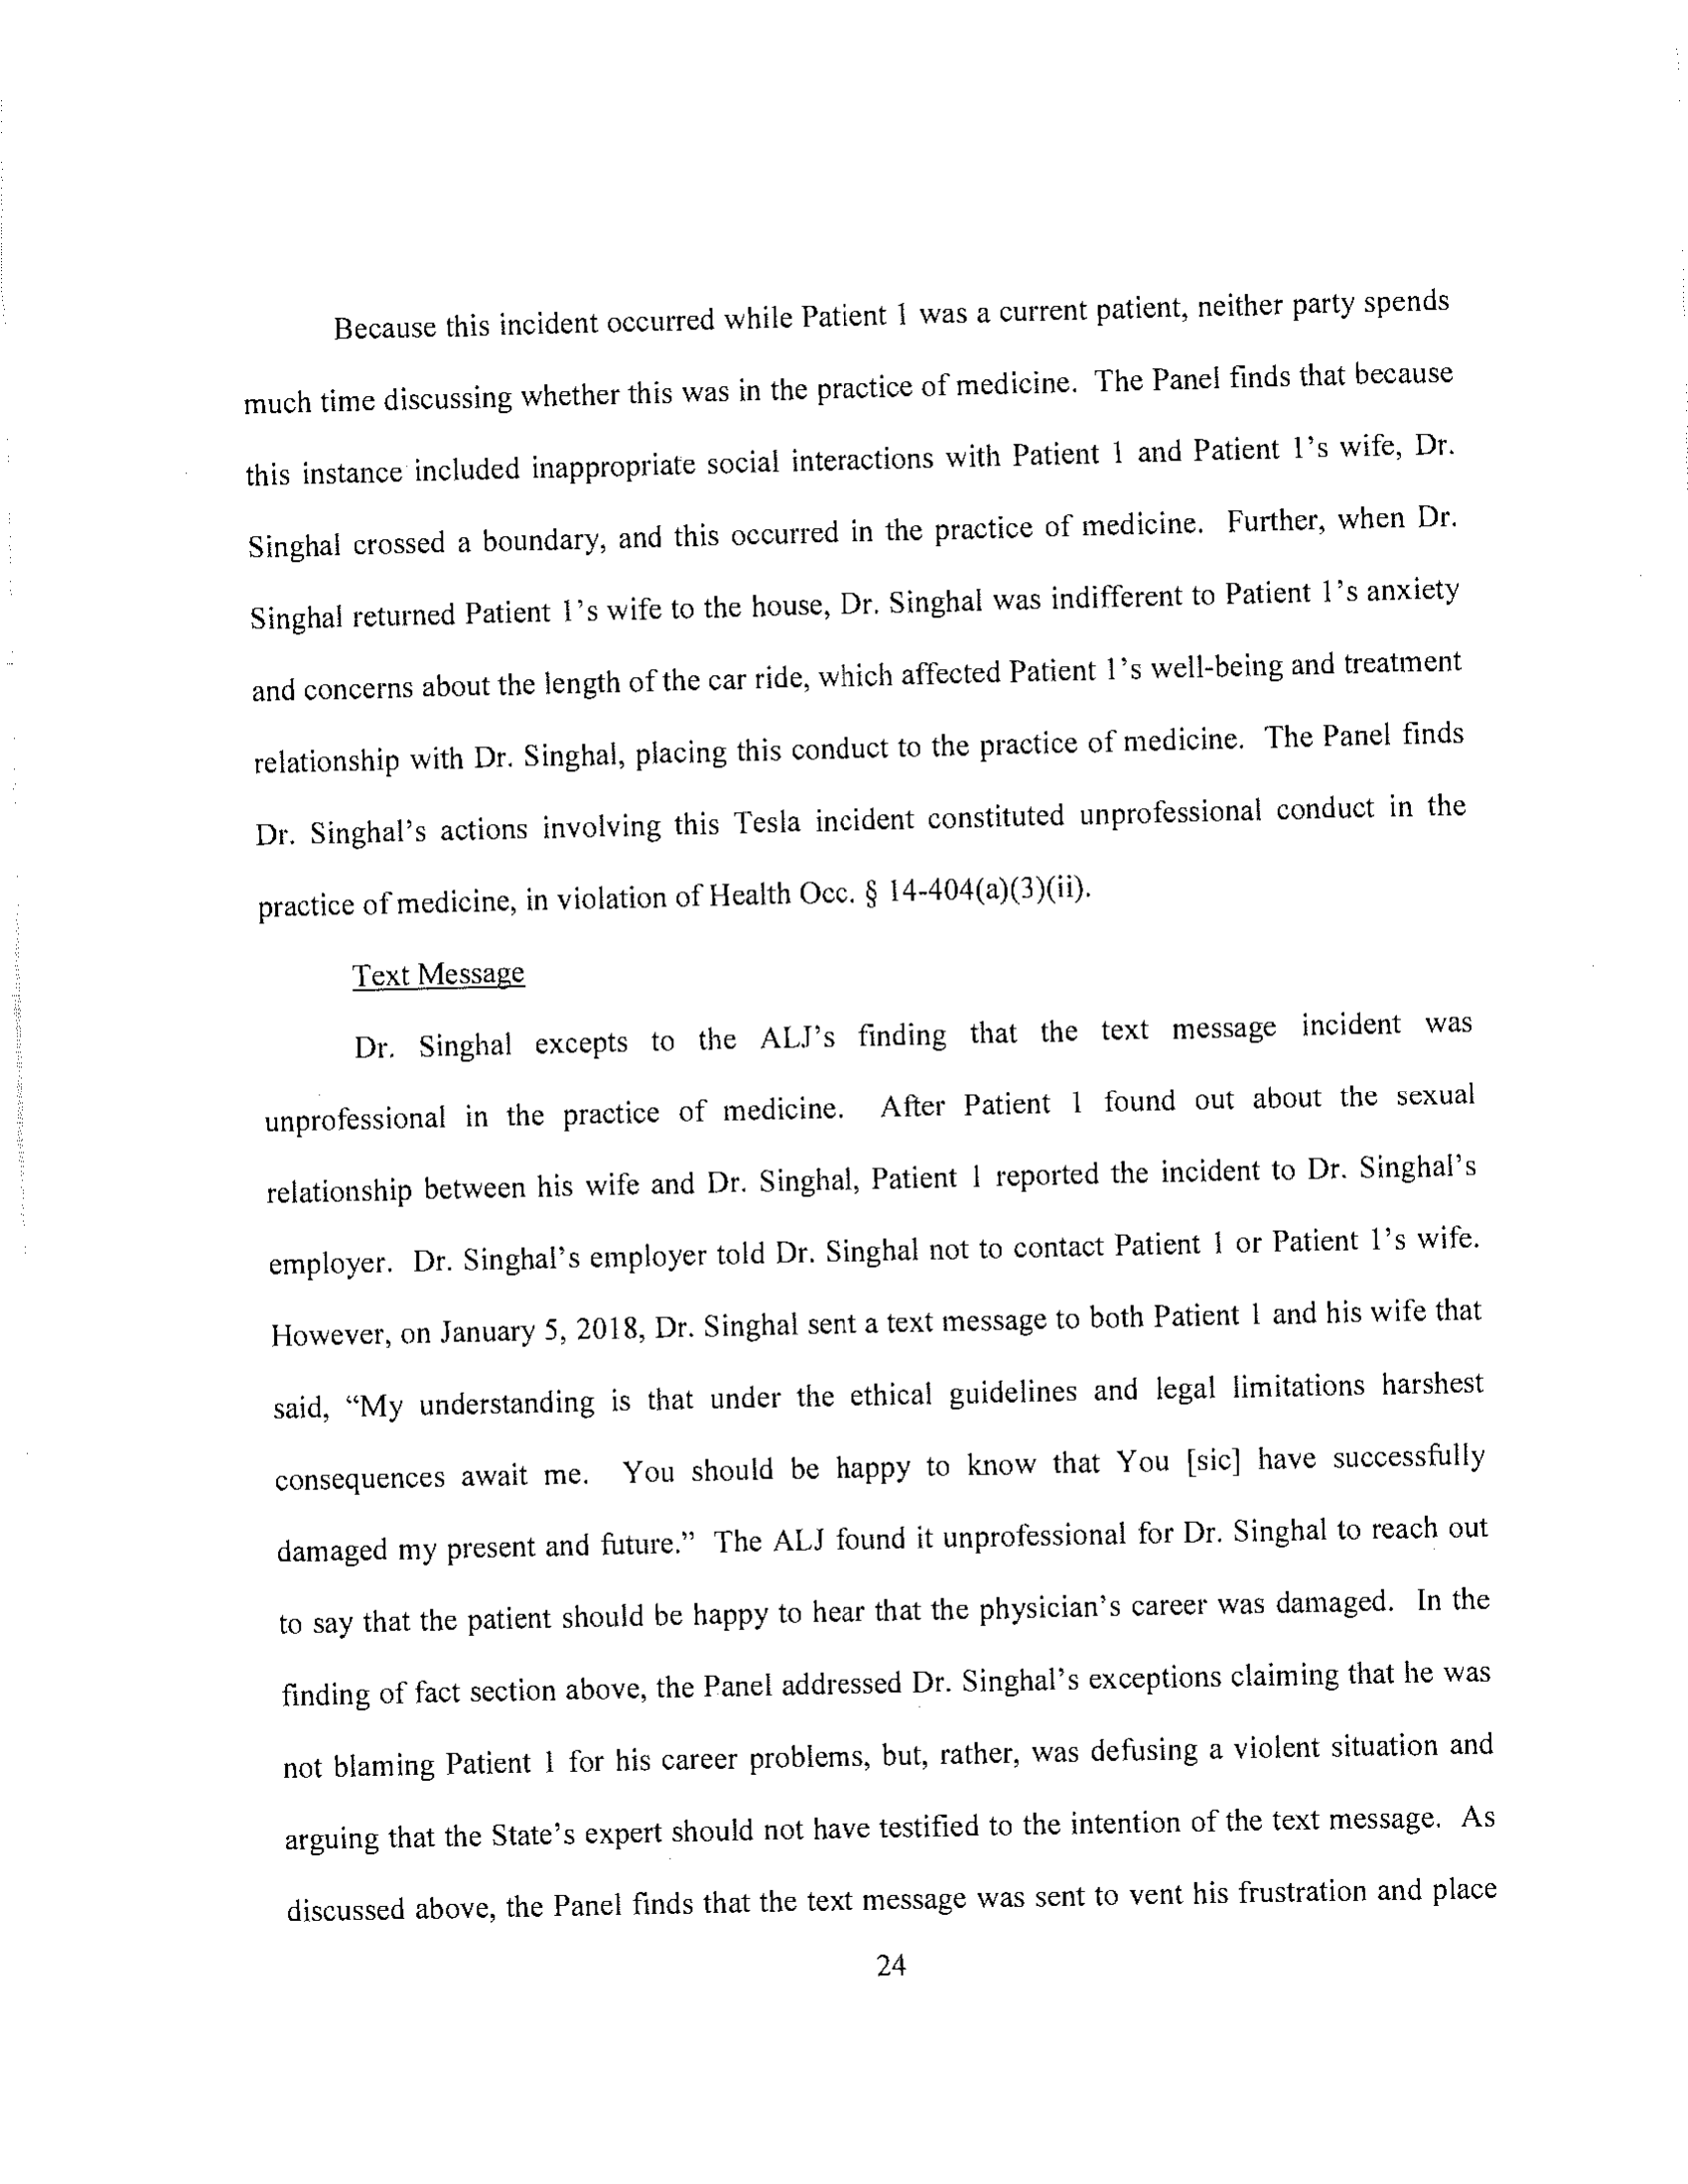 Because this incident occurred while Patient 1 was a current patient, neither party spends
much time discussing whether this was in the practice of medicine. The Panel finds that because
this instance included inappropriate social interactions with Patient 1 and Patient 1's wife, Dr.
Singhal crossed a boundary, and this occurred in the practice of medicine. Further, when Dr.
Singhal returned Patient 1's wife to the house, Dr. Singhal was indifferent to Patient 1's anxiety
and concerns about the length of the car ride, which affected Patient 1's well-being and treatment
relationship with Dr. Singhal, placing this conduct to the practice of medicine. The Panel finds
Dr. Singhal's actions involving this Tesla incident constituted unprofessional conduct in the
practice of medicine, in violation of Health Occ. § 14-404(a)(3)(ii).
Text Message
Dr. Singhal excepts to the ALJ's finding that the text message incident was
unprofessional in the practice of medicine. After Patient 1 found out about the sexual
relationship between his wife and Dr. Singhal, Patient 1 reported the incident to Dr. Singhal's
employer. Dr. Singhal's employer told Dr. Singhal not to contact Patient 1 or Patient 1's wife.
However, on January 5, 2018, Dr. Singhal sent a text message to both Patient 1 and his wife that
said, “My understanding is that under the ethical guidelines and legal limitations harshest
consequences await me. You should be happy to know that You [sic] have successfully
damaged my present and future.” The ALJ found it unprofessional for Dr. Singhal to reach out
to say that the patient should be happy to hear that the physician's career was damaged. In the
finding of fact section above, the Panel addressed Dr. Singhal's exceptions claiming that he was
not blaming Patient 1 for his career problems, but, rather, was defusing a violent situation and
arguing that the State's expert should not have testified to the intention of the text message. As
discussed above, the Panel finds that the text message was sent to vent his frustration and place
24